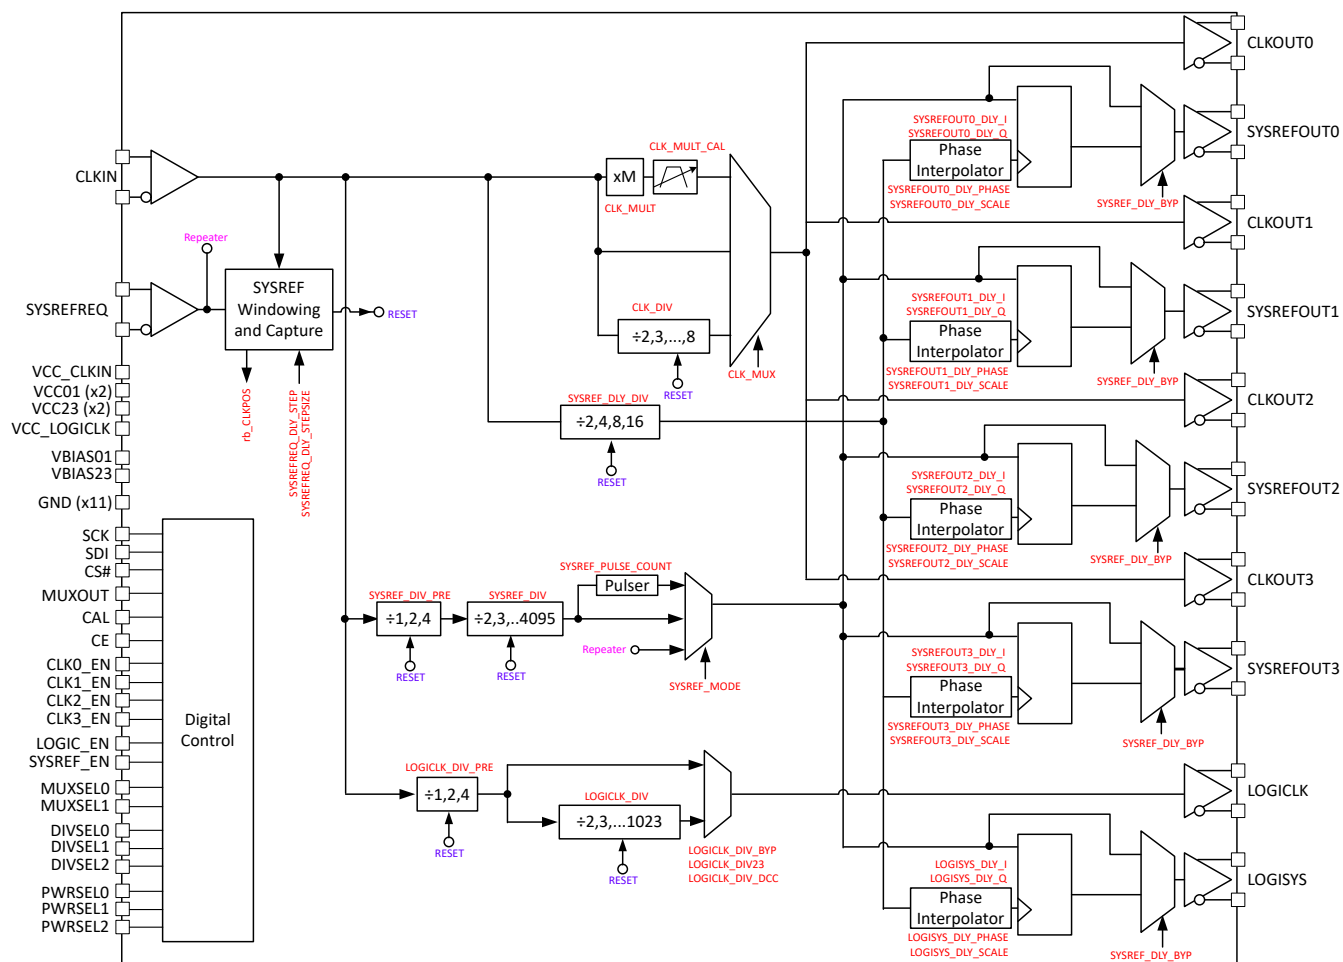 CLKIN
SYSREFREQ
VCC_CLKIN
VCC01 (x2)
VCC23 (x2)
VCC_LOGICLK
VBIAS01
VBIAS23
GND (x11)
SCK
SDI
CS#
MUXOUT
CAL
CE
CLK0_EN
CLK1_EN
CLK2_EN
CLK3_EN
LOGIC_EN
SYSREF_EN
MUXSEL0
MUXSEL1
DIVSEL0
DIVSEL1
DIVSEL2
PWRSEL0
PWRSEL1
PWRSEL2
Digital
Control
Repeater
SYSREF
Windowing
and Capture
RESET
rb_CLKPOS
SYSREFREQ_DLY_STEP
SYSREFREQ_DLY_STEPSIZE
CLK_MULT_CAL
xM
CLK_MULT
CLK_DIV
÷2,3,...,8
RESET
CLK_MUX
SYSREF_DLY_DIV
÷2,4,8,16
RESET
SYSREF_DIV_PRE
÷1,2,4
RESET
SYSREF_DIV
÷2,3,..4095
RESET
SYSREF_PULSE_COUNT
Pulser
Repeater
SYSREF_MODE
LOGICLK_DIV_PRE
÷1,2,4
RESET
LOGICLK_DIV
÷2,3,...1023
RESET
LOGICLK_DIV_BYP
LOGICLK_DIV23
LOGICLK_DIV_DCC
CLKOUT0
SYSREFOUT0_DLY_I
SYSREFOUT0_DLY_Q
Phase
Interpolator
SYSREFOUT0_DLY_PHASE
SYSREFOUT0_DLY_SCALE
SYSREF_DLY_BYP
SYSREFOUT0
CLKOUT1
SYSREFOUT1_DLY_I
SYSREFOUT1_DLY_Q
Phase
Interpolator
SYSREFOUT1_DLY_PHASE
SYSREFOUT1_DLY_SCALE
SYSREF_DLY_BYP
SYSREFOUT1
CLKOUT2
SYSREFOUT2_DLY_I
SYSREFOUT2_DLY_Q
Phase
Interpolator
SYSREFOUT2_DLY_PHASE
SYSREFOUT2_DLY_SCALE
SYSREF_DLY_BYP
SYSREFOUT2
CLKOUT3
SYSREFOUT3_DLY_I
SYSREFOUT3_DLY_Q
Phase
Interpolator
SYSREFOUT3_DLY_PHASE
SYSREFOUT3_DLY_SCALE
SYSREF_DLY_BYP
SYSREFOUT3
LOGICLK
LOGISYS_DLY_I
LOGISYS_DLY_Q
Phase
Interpolator
LOGISYS_DLY_PHASE
LOGISYS_DLY_SCALE
SYSREF_DLY_BYP
LOGISYS